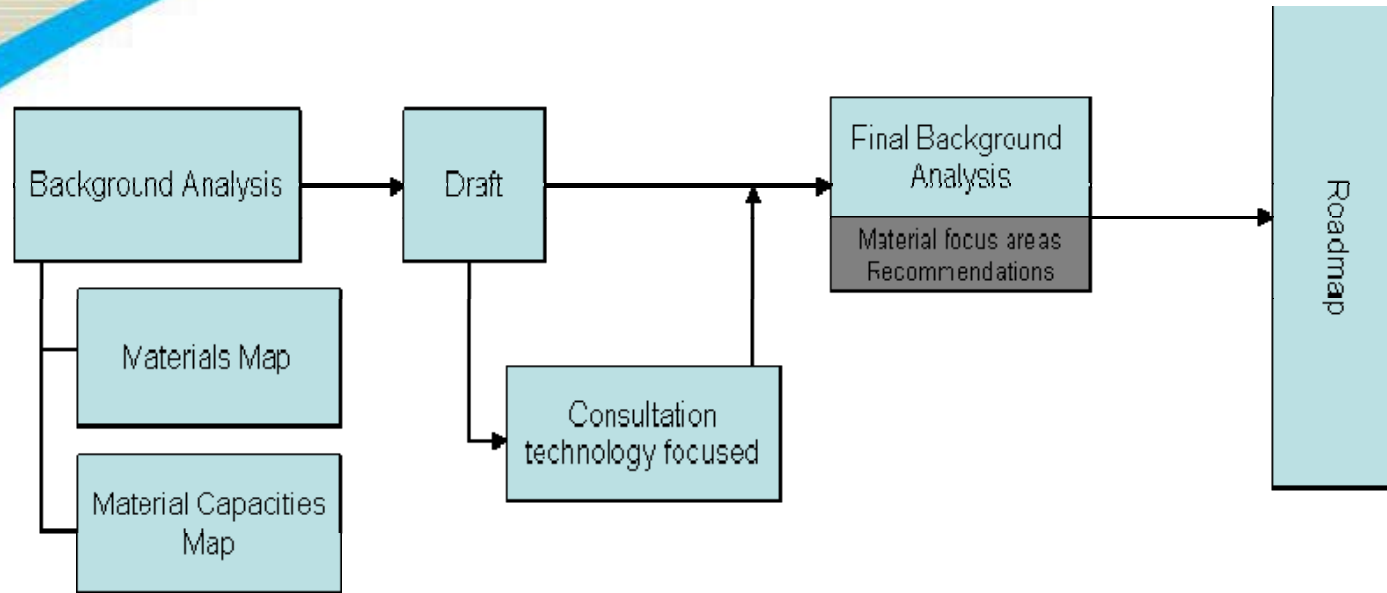 Background Analysis
Draft
Final Background
Analysis
Material focus areas
Recommendations
Roadmap
Materials Map
Consultation
technology focused
Material Capacities
Map